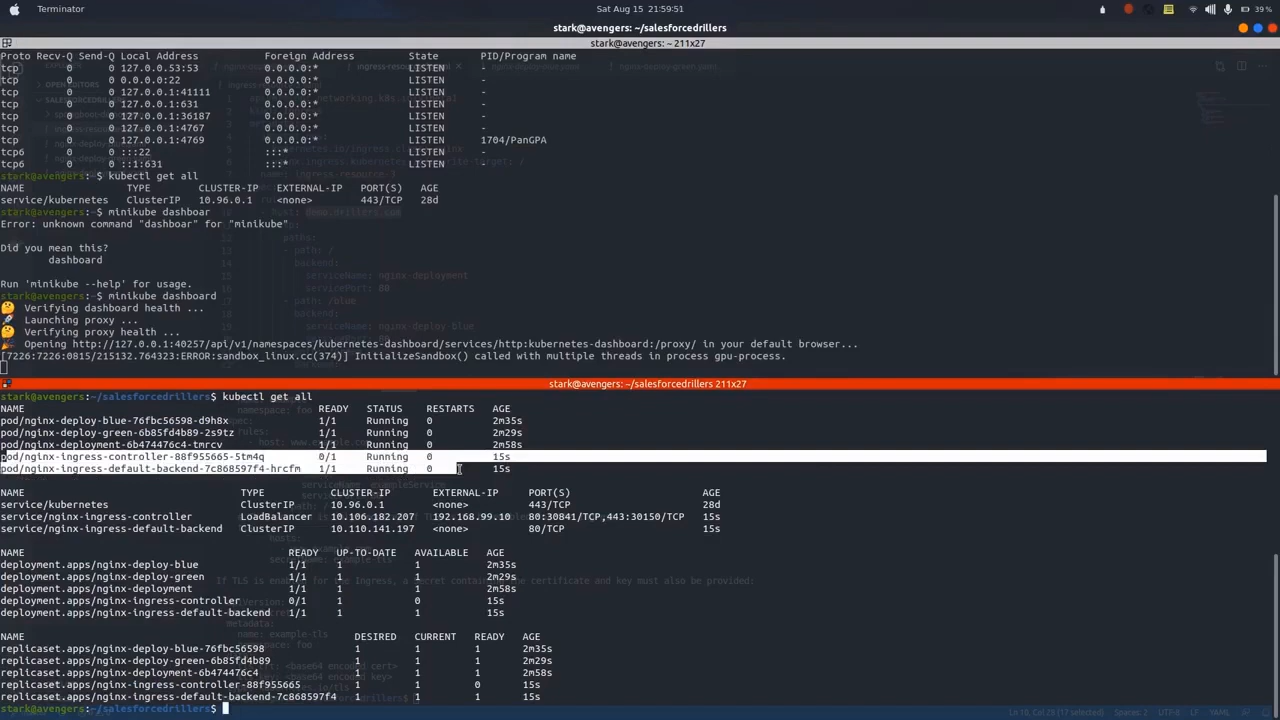 Terminator
Sat Aug 15 21:59:51
39 %
stark@avengers: ~/salesforcedrillers
stark@avengers: ~ 211x27
Proto Recv-Q Send-Q Local Address Foreign Address State PID/Program name
tcp 0 0 127.0.0.53:53 0.0.0.0:* LISTEN -
tcp 0 0 0.0.0.0:22 0.0.0.0:* LISTEN -
tcp 0 0 127.0.0.1:41111 0.0.0.0:* LISTEN -
tcp 0 0 127.0.0.1:631 0.0.0.0:* LISTEN -
tcp 0 0 127.0.0.1:36187 0.0.0.0:* LISTEN -
tcp 0 0 127.0.0.1:4767 0.0.0.0:* LISTEN -
tcp 0 0 127.0.0.1:4769 0.0.0.0:* LISTEN 1704/PanGPA
tcp6 0 0 :::22 :::* LISTEN -
tcp6 0 0 ::1:631 :::* LISTEN -
stark@avengers:~$ kubectl get all
NAME TYPE CLUSTER-IP EXTERNAL-IP PORT(S) AGE
service/kubernetes ClusterIP 10.96.0.1 <none> 443/TCP 28d
stark@avengers:~$ minikube dashboar
Error: unknown command "dashboar" for "minikube"
Did you mean this?
dashboard
Run 'minikube --help' for usage.
stark@avengers:~$ minikube dashboard
Verifying dashboard health ...
Launching proxy ...
Verifying proxy health ...
Opening http://127.0.0.1:40257/api/v1/namespaces/kubernetes-dashboard/services/http:kubernetes-dashboard:/proxy/ in your default browser...
[7226:7226:0815/215132.764323:ERROR:sandbox_linux.cc(374)] InitializeSandbox() called with multiple threads in process gpu-process.
stark@avengers: ~/salesforcedrillers 211x27
stark@avengers:~/salesforcedrillers$ kubectl get all
NAME READY STATUS RESTARTS AGE
pod/nginx-deploy-blue-76fbc56598-d9h8x 1/1 Running 0 2m35s
pod/nginx-deploy-green-6b85fd4b89-2s9tz 1/1 Running 0 2m29s
pod/nginx-deployment-6b474476c4-tmrcv 1/1 Running 0 2m58s
pod/nginx-ingress-controller-88f955665-5tm4q 0/1 Running 0 15s
pod/nginx-ingress-default-backend-7c868597f4-hrcfm 1/1 Running 0 15s
NAME TYPE CLUSTER-IP EXTERNAL-IP PORT(S) AGE
service/kubernetes ClusterIP 10.96.0.1 <none> 443/TCP 28d
service/nginx-ingress-controller LoadBalancer 10.106.182.207 192.168.99.10 80:30841/TCP,443:30150/TCP 15s
service/nginx-ingress-default-backend ClusterIP 10.110.141.197 <none> 80/TCP 15s
NAME READY UP-TO-DATE AVAILABLE AGE
deployment.apps/nginx-deploy-blue 1/1 1 1 2m35s
deployment.apps/nginx-deploy-green 1/1 1 1 2m29s
deployment.apps/nginx-deployment 1/1 1 1 2m58s
deployment.apps/nginx-ingress-controller 0/1 1 0 15s
deployment.apps/nginx-ingress-default-backend 1/1 1 1 15s
NAME DESIRED CURRENT READY AGE
replicaset.apps/nginx-deploy-blue-76fbc56598 1 1 1 2m35s
replicaset.apps/nginx-deploy-green-6b85fd4b89 1 1 1 2m29s
replicaset.apps/nginx-deployment-6b474476c4 1 1 1 2m58s
replicaset.apps/nginx-ingress-controller-88f955665 1 1 0 15s
replicaset.apps/nginx-ingress-default-backend-7c868597f4 1 1 1 15s
stark@avengers:~/salesforcedrillers$